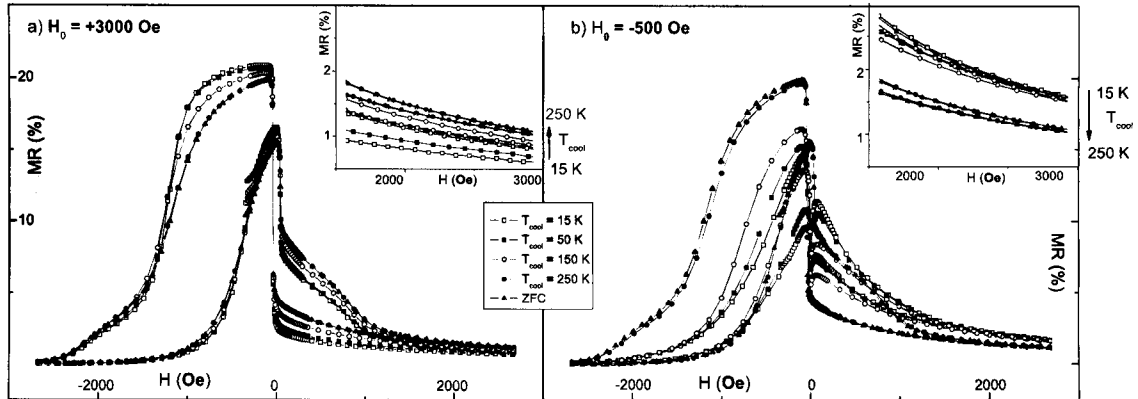 a) H₀ = +3000 Oe
MR (%)
20
10
-2000
0
2000
H (Oe)
MR (%)
2
1
2000
3000
H (Oe)
250 K
T cool
15 K
T cool = 15 K
T cool = 50 K
T cool = 150 K
T cool = 250 K
ZFC
b) H₀ = -500 Oe
MR (%)
2
1
2000
3000
H (Oe)
15 K
T cool
250 K
MR (%)
-2000
0
2000
H (Oe)